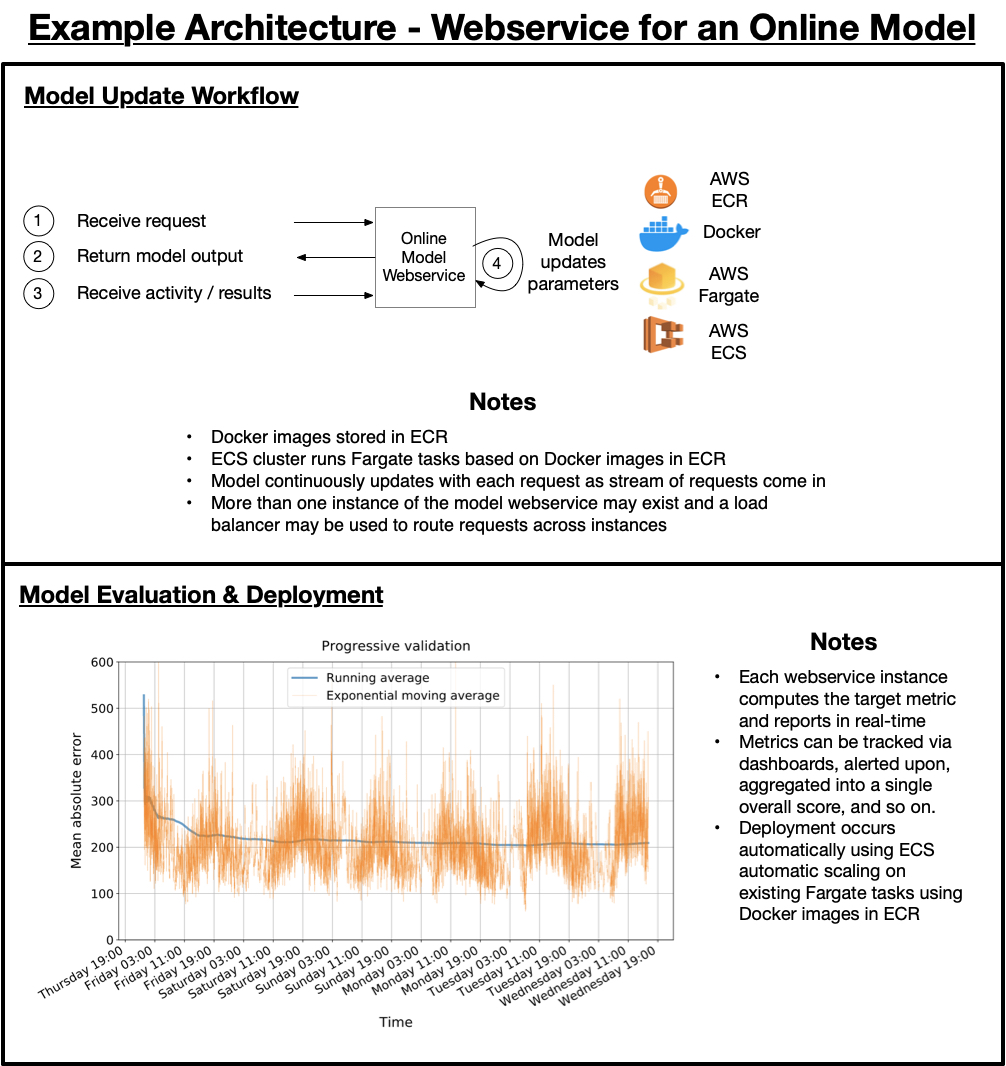 Example Architecture - Webservice for an Online Model
Model Update Workflow
1 Receive request
2 Return model output
3 Receive activity / results
Online
Model
Webservice
4
Model
updates
parameters
AWS
ECR
Docker
AWS
Fargate
AWS
ECS
Notes
• Docker images stored in ECR
• ECS cluster runs Fargate tasks based on Docker images in ECR
• Model continuously updates with each request as stream of requests come in
• More than one instance of the model webservice may exist and a load
balancer may be used to route requests across instances
Model Evaluation & Deployment
Progressive validation
Running average
Exponential moving average
600
500
400
300
200
100
0
Mean absolute error
Thursday 19:00
Friday 03:00
Friday 11:00
Friday 19:00
Saturday 03:00
Saturday 11:00
Saturday 19:00
Sunday 03:00
Sunday 11:00
Sunday 19:00
Monday 03:00
Monday 11:00
Monday 19:00
Tuesday 03:00
Tuesday 11:00
Tuesday 19:00
Wednesday 03:00
Wednesday 11:00
Wednesday 19:00
Time
Notes
• Each webservice instance
computes the target metric
and reports in real-time
• Metrics can be tracked via
dashboards, alerted upon,
aggregated into a single
overall score, and so on.
• Deployment occurs
automatically using ECS
automatic scaling on
existing Fargate tasks using
Docker images in ECR